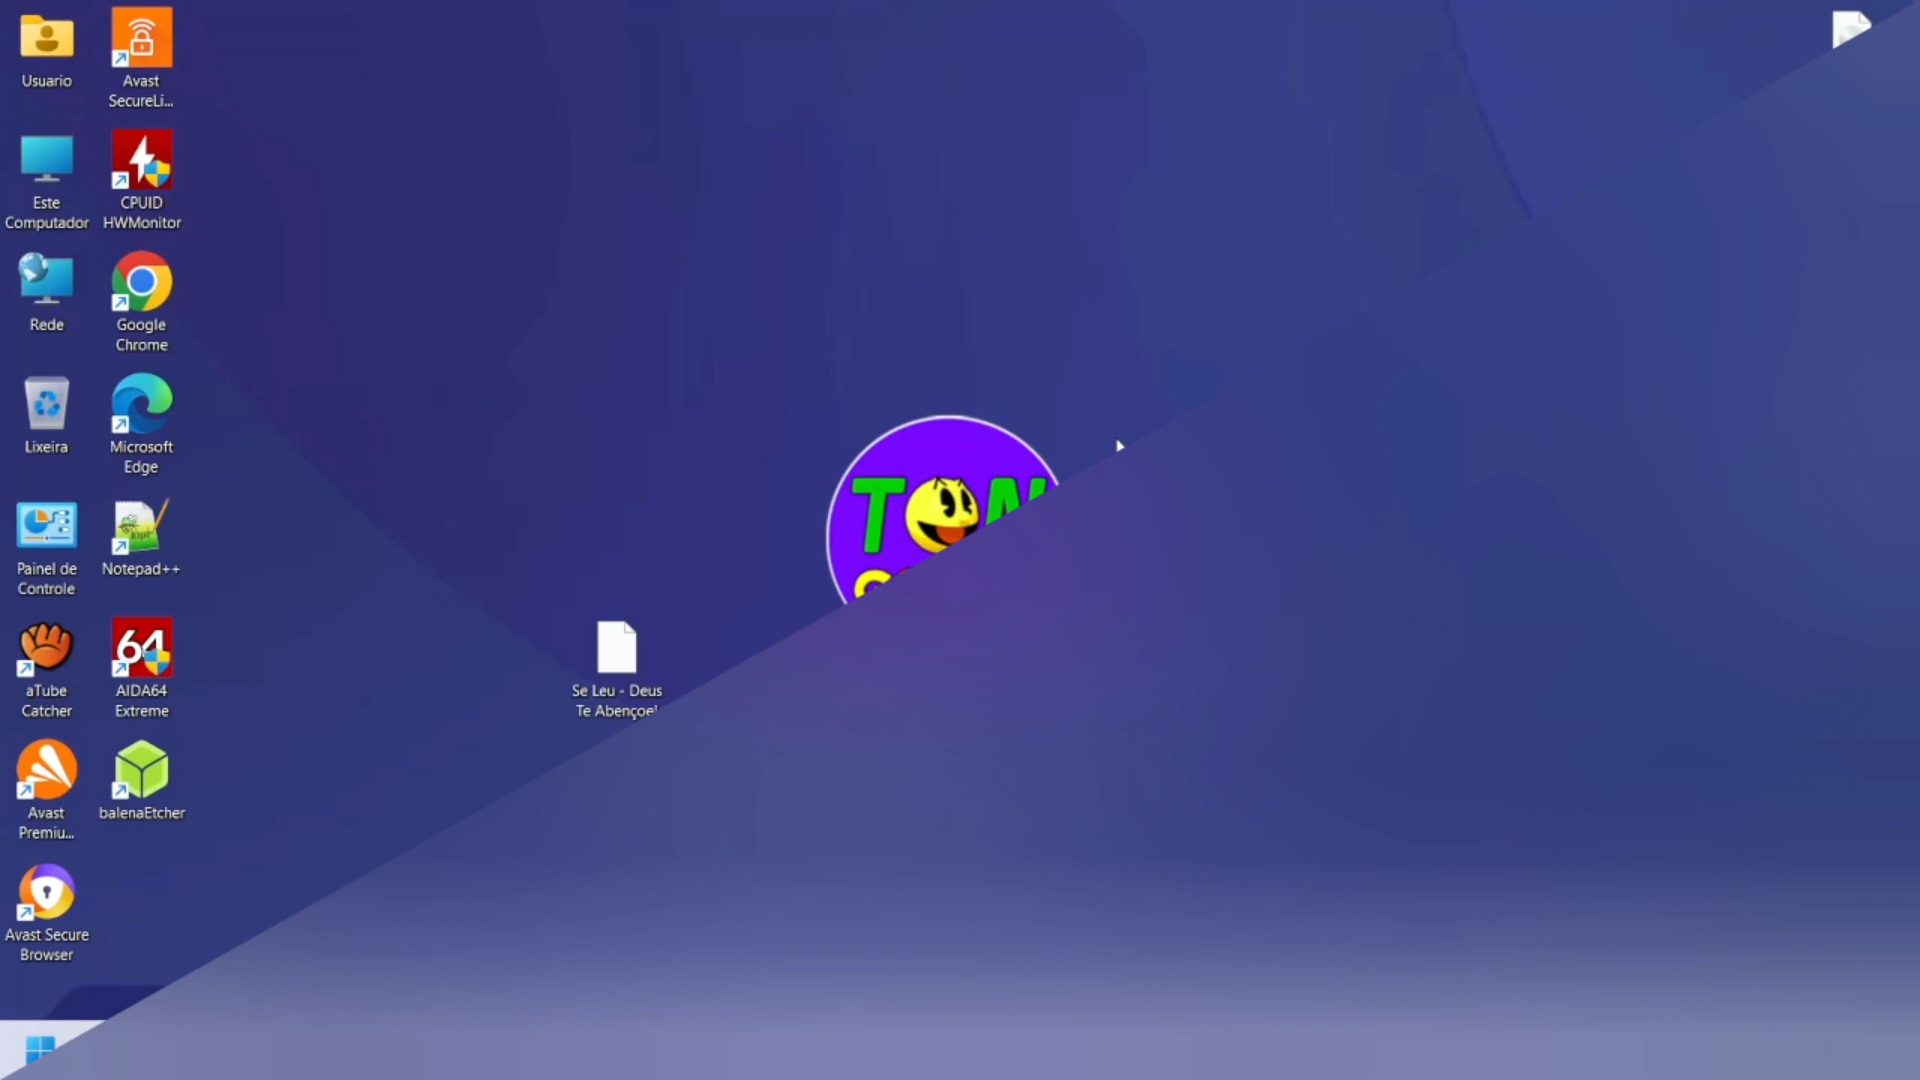 Usuario
Avast
SecureLi...
Este
Computador
CPUID
HWMonitor
Rede
Google
Chrome
Lixeira
Microsoft
Edge
Painel de
Controle
Notepad++
aTube
Catcher
64
AIDA64
Extreme
Avast
Premiu...
balenaEtcher
Avast Secure
Browser
Se Leu - Deus
Te Abençoe!